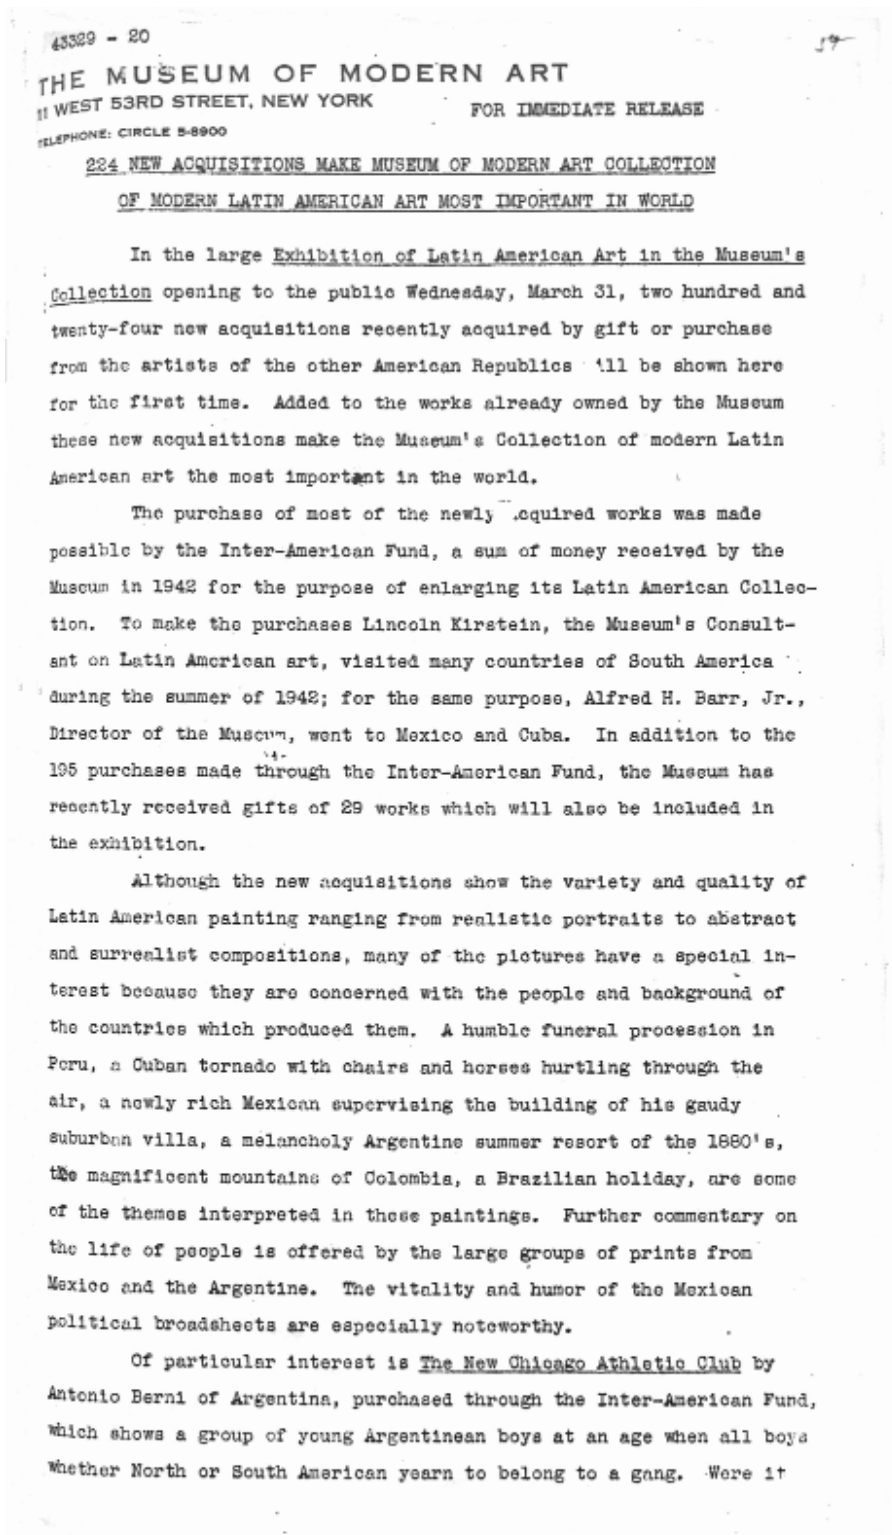 43329 - 20
59
THE MUSEUM OF MODERN ART
11 WEST 53RD STREET, NEW YORK
FOR IMMEDIATE RELEASE
TELEPHONE: CIRCLE 5-8900
224 NEW ACQUISITIONS MAKE MUSEUM OF MODERN ART COLLECTION
OF MODERN LATIN AMERICAN ART MOST IMPORTANT IN WORLD
In the large Exhibition of Latin American Art in the Museum's
Collection opening to the public Wednesday, March 31, two hundred and
twenty-four new acquisitions recently acquired by gift or purchase
from the artists of the other American Republics will be shown here
for the first time. Added to the works already owned by the Museum
these new acquisitions make the Museum's Collection of modern Latin
American art the most important in the world.
The purchase of most of the newly acquired works was made
possible by the Inter-American Fund, a sum of money received by the
Museum in 1942 for the purpose of enlarging its Latin American Collec-
tion. To make the purchases Lincoln Kirstein, the Museum's Consult-
ant on Latin American art, visited many countries of South America
during the summer of 1942; for the same purpose, Alfred H. Barr, Jr.,
Director of the Museum, went to Mexico and Cuba. In addition to the
195 purchases made through the Inter-American Fund, the Museum has
recently received gifts of 29 works which will also be included in
the exhibition.
Although the new acquisitions show the variety and quality of
Latin American painting ranging from realistic portraits to abstract
and surrealist compositions, many of the pictures have a special in-
terest because they are concerned with the people and background of
the countries which produced them. A humble funeral procession in
Peru, a Cuban tornado with chairs and horses hurtling through the
air, a newly rich Mexican supervising the building of his gaudy
suburban villa, a melancholy Argentine summer resort of the 1880's,
the magnificent mountains of Colombia, a Brazilian holiday, are some
of the themes interpreted in these paintings. Further commentary on
the life of people is offered by the large groups of prints from
Mexico and the Argentine. The vitality and humor of the Mexican
political broadsheets are especially noteworthy.
Of particular interest is The New Chicago Athletic Club by
Antonio Berni of Argentina, purchased through the Inter-American Fund,
which shows a group of young Argentinean boys at an age when all boys
whether North or South American yearn to belong to a gang. Were it